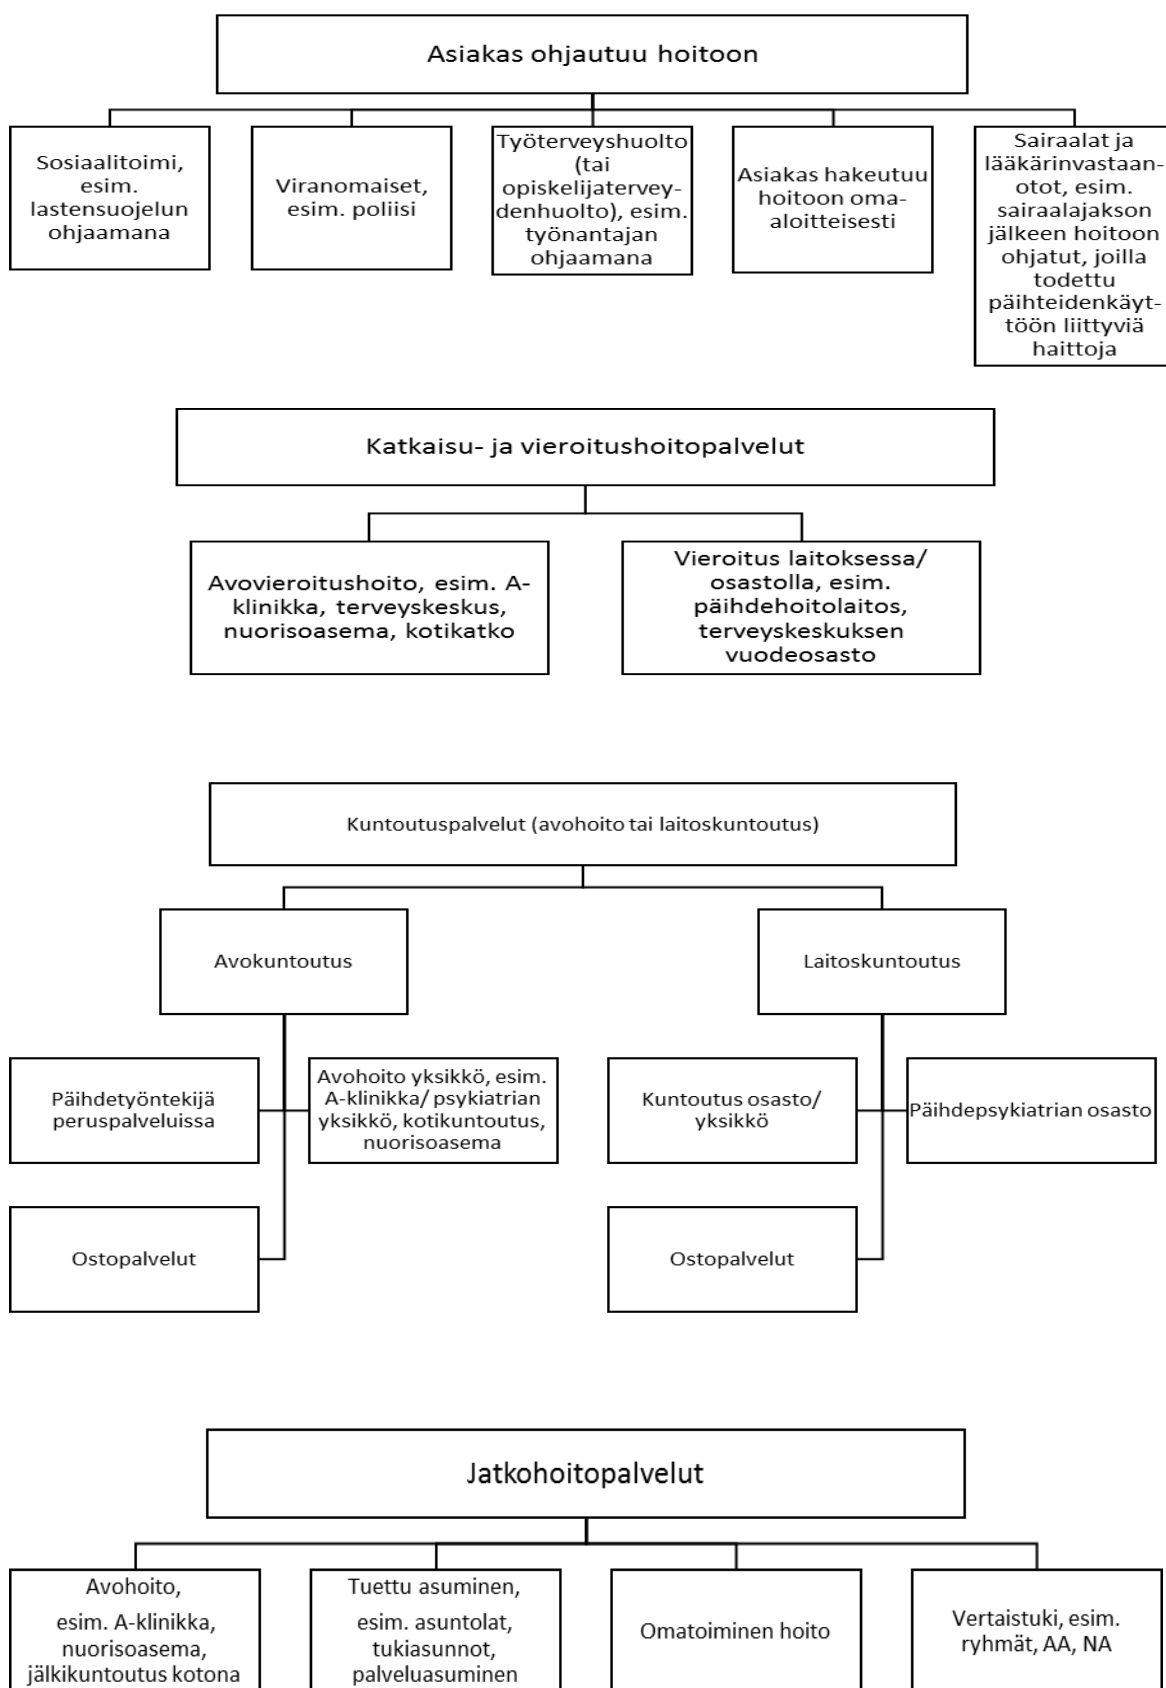 Asiakas ohjautuu hoitoon
Sosiaalitoimi,
esim.
lastensuojelun
ohjaamana
Viranomaiset,
esim. poliisi
Työterveyshuolto
(tai
opiskelijatervey-
denhuolto), esim.
työnantajan
ohjaamana
Asiakas hakeutuu
hoitoon oma-
aloitteisesti
Sairaalat ja
lääkärinvastaan-
otot, esim.
sairaalajakson
jälkeen hoitoon
ohjatut, joilla
todettu
päihteidenkäyt-
töön liittyviä
haittoja
Katkaisu- ja vieroitushoitopalvelut
Avovieroitushoito, esim. A-
klinikka, terveyskeskus,
nuorisoasema, kotikatko
Vieroitus laitoksessa/
osastolla, esim.
päihdehoitolaitos,
terveyskeskuksen
vuodeosasto
Kuntoutuspalvelut (avohoito tai laitoskuntoutus)
Avokuntoutus
Laitoskuntoutus
Päihdetyöntekijä
peruspalveluissa
Avohoito yksikkö, esim.
A-klinikka/ psykiatrian
yksikkö, kotikuntoutus,
nuorisoasema
Kuntoutus osasto/
yksikkö
Päihdepsykiatrian osasto
Ostopalvelut
Ostopalvelut
Jatkohoitopalvelut
Avohoito,
esim. A-klinikka,
nuorisoasema,
jälkikuntoutus kotona
Tuettu asuminen,
esim. asuntolat,
tukiasunnot,
palveluasuminen
Omatoiminen hoito
Vertaistuki, esim.
ryhmät, AA, NA